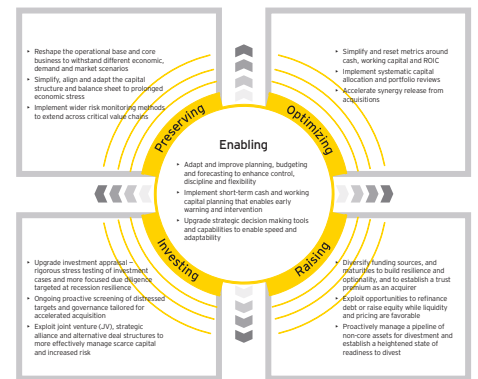 ‣ Reshape the operational base and core
business to withstand different economic,
demand and market scenarios
‣ Simplify, align and adapt the capital
structure and balance sheet to prolonged
economic stress
‣ Implement wider risk monitoring methods
to extend across critical value chains
‣ Simplify and reset metrics around
cash, working capital and ROIC
‣ Implement systematic capital
allocation and portfolio reviews
‣ Accelerate synergy release from
acquisitions
Preserving
Optimizing
Enabling
‣ Adapt and improve planning, budgeting
and forecasting to enhance control,
discipline and flexibility
‣ Implement short-term cash and working
capital planning that enables early
warning and intervention
‣ Upgrade strategic decision making tools
and capabilities to enable speed and
adaptability
Investing
Raising
‣ Upgrade investment appraisal –
rigorous stress testing of investment
cases and more focused due diligence
targeted at recession resilience
‣ Ongoing proactive screening of distressed
targets and governance tailored for
accelerated acquisition
‣ Exploit joint venture (JV), strategic
alliance and alternative deal structures to
more effectively manage scarce capital
and increased risk
‣ Diversify funding sources, and
maturities to build resilience and
optionality, and to establish a trust
premium as an acquirer
‣ Exploit opportunities to refinance
debt or raise equity while liquidity
and pricing are favorable
‣ Proactively manage a pipeline of
non-core assets for divestment and
establish a heightened state of
readiness to divest